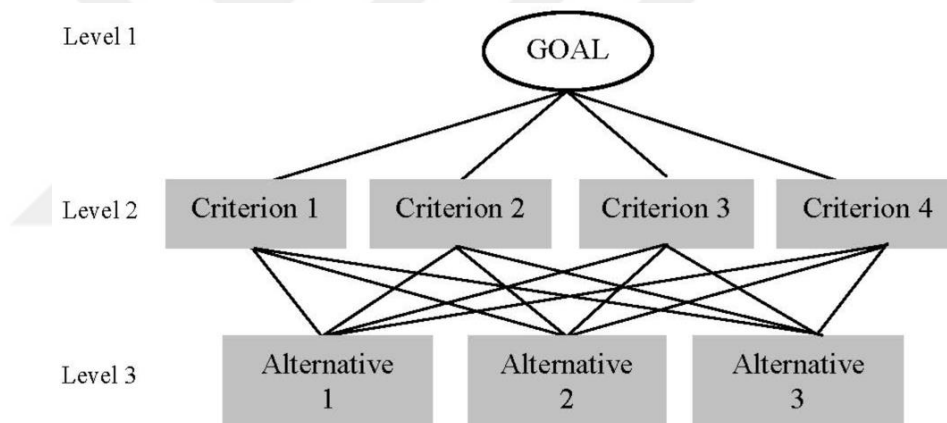 Level 1
GOAL
Level 2
Criterion 1
Criterion 2
Criterion 3
Criterion 4
Level 3
Alternative
1
Alternative
2
Alternative
3